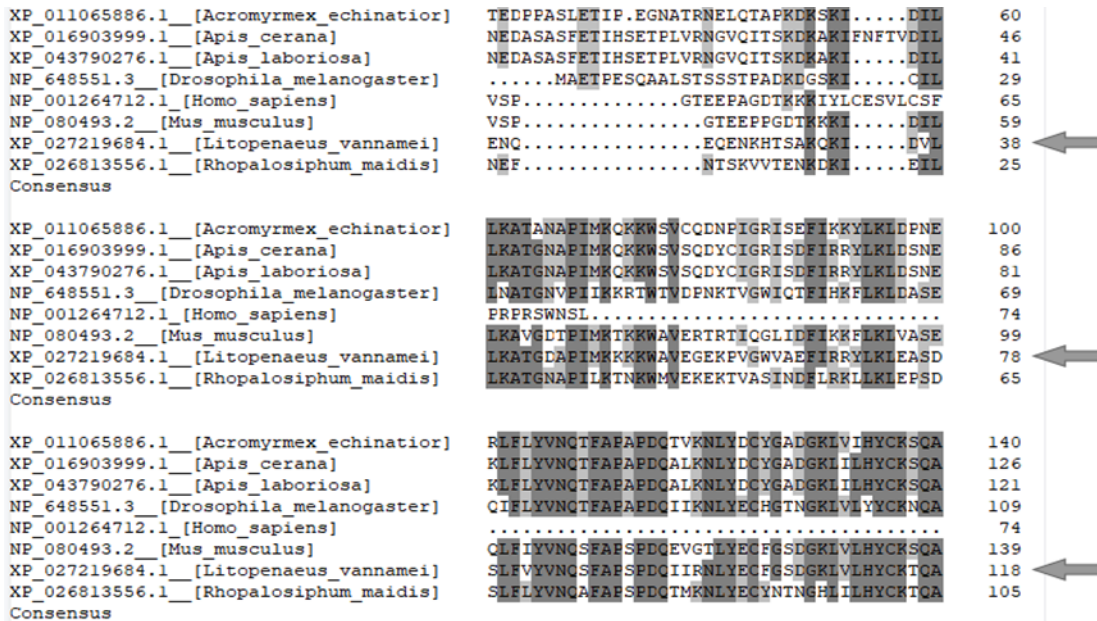 XP_011065886.1__[Acromyrmex_echinatior] TEDPPASLETIP.EGNATRNELQTAPKDKSKI.....DIL 60
XP_016903999.1__[Apis_cerana] NEDASASFETIHSETPLVRNGVQITSKDKAKIFNFTVDIL 46
XP_043790276.1__[Apis_laboriosa] NEDASASFETIHSETPLVRNGVQITSKDKAKI.....DIL 41
NP_648551.3__[Drosophila_melanogaster] ......MAETPESQAALSTSSSTPADKDGSKI.....CIL 29
NP_001264712.1_[Homo_sapiens] VSP..............GTEEPAGDTKKKIYLCESVLCSF 65
NP_080493.2__[Mus_musculus] VSP................GTEEPPGDTKKKI.....DIL 59
XP_027219684.1__[Litopenaeus_vannamei] ENQ................EQENKHTSAKQKI.....DVL 38
XP_026813556.1__[Rhopalosiphum_maidis] NEF................NTSKVVTENKDKI.....EIL 25
Consensus
XP_011065886.1__[Acromyrmex_echinatior] LKATANAPIMKQKKWSVCQDNPIGRISEFIKKYLKLDPNE 100
XP_016903999.1__[Apis_cerana] LKATGNAPIMKQKKWSVSQDYCIGRISDFIRRYLKLDSNE 86
XP_043790276.1__[Apis_laboriosa] LKATGNAPIMKQKKWSVSQDYCIGRISDFIRRYLKLDSNE 81
NP_648551.3__[Drosophila_melanogaster] LNATGNVPIIKKRTWTVDPNKTVGWIQTFIHKFLKLDASE 69
NP_001264712.1_[Homo_sapiens] PRPRSWNSL............................... 74
NP_080493.2__[Mus_musculus] LKAVGDTPIMKTKKWAVERTRTIQGLIDFIKKFLKLVASE 99
XP_027219684.1__[Litopenaeus_vannamei] LKATGDAPIMKKKKWAVEGEKPVGWVAEFIRRYLKLEASD 78
XP_026813556.1__[Rhopalosiphum_maidis] LKATGNAPILKTNKWMVEKEKTVASINDFLRKLLKLEPSD 65
Consensus
XP_011065886.1__[Acromyrmex_echinatior] RLFLYVNQTFAPAPDQTVKNLYDCYGADGKLVIHYCKSQA 140
XP_016903999.1__[Apis_cerana] KLFLYVNQTFAPAPDQALKNLYDCYGADGKLILHYCKSQA 126
XP_043790276.1__[Apis_laboriosa] KLFLYVNQTFAPAPDQALKNLYDCYGADGKLILHYCKSQA 121
NP_648551.3__[Drosophila_melanogaster] QIFLYVNQTFAPAPDQIIKNLYECHGTNGKLVLYYCKNQA 109
NP_001264712.1_[Homo_sapiens] ........................................ 74
NP_080493.2__[Mus_musculus] QLFIYVNQSFAPSPDQEVGTLYECFGSDGKLVLHYCKSQA 139
XP_027219684.1__[Litopenaeus_vannamei] SLFVYVNQSFAPSPDQIIRNLYECFGSDGKLVLHYCKTQA 118
XP_026813556.1__[Rhopalosiphum_maidis] SLFLYVNQAFAPSPDQTMKNLYECYNTNGHLILHYCKTQA 105
Consensus